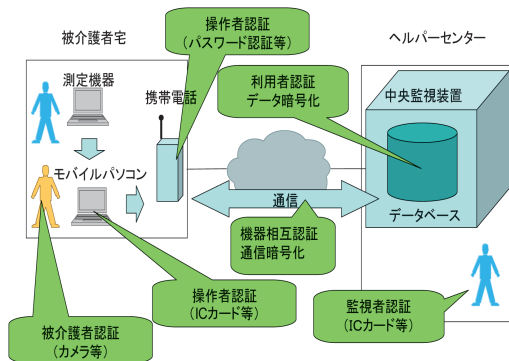 被介護者宅
操作者認証
(パスワード認証等)
ヘルパーセンター
測定機器
携帯電話
利用者認証
データ暗号化
中央監視装置
モバイルパソコン
通信
データベース
機器相互認証
通信暗号化
操作者認証
(ICカード等)
監視者認証
(ICカード等)
被介護者認証
(カメラ等)